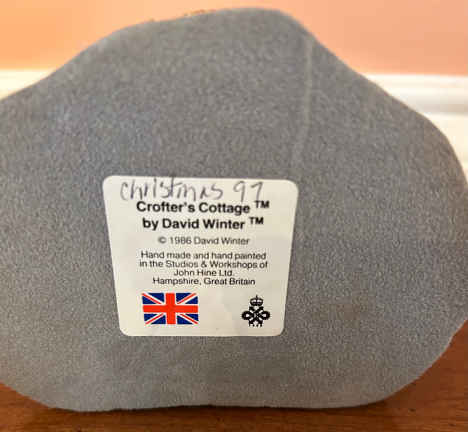 christmas 97
Crofter's Cottage ™
by David Winter ™
© 1986 David Winter
Hand made and hand painted
in the Studios & Workshops of
John Hine Ltd.
Hampshire, Great Britain